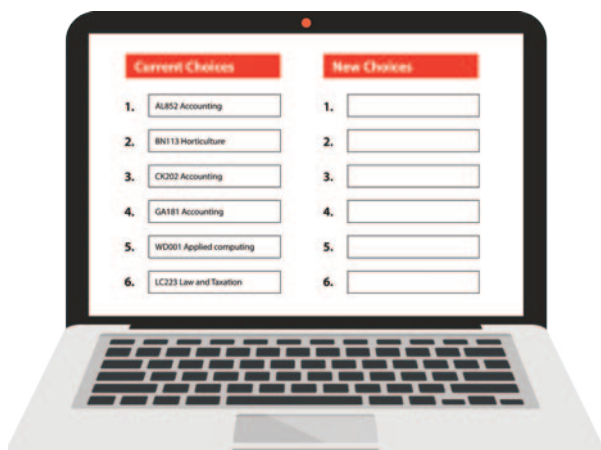 Current Choices
1. AL852 Accounting
2. BN113 Horticulture
3. CK202 Accounting
4. GA181 Accounting
5. WD001 Applied computing
6. LC223 Law and Taxation
New Choices
1.
2.
3.
4.
5.
6.